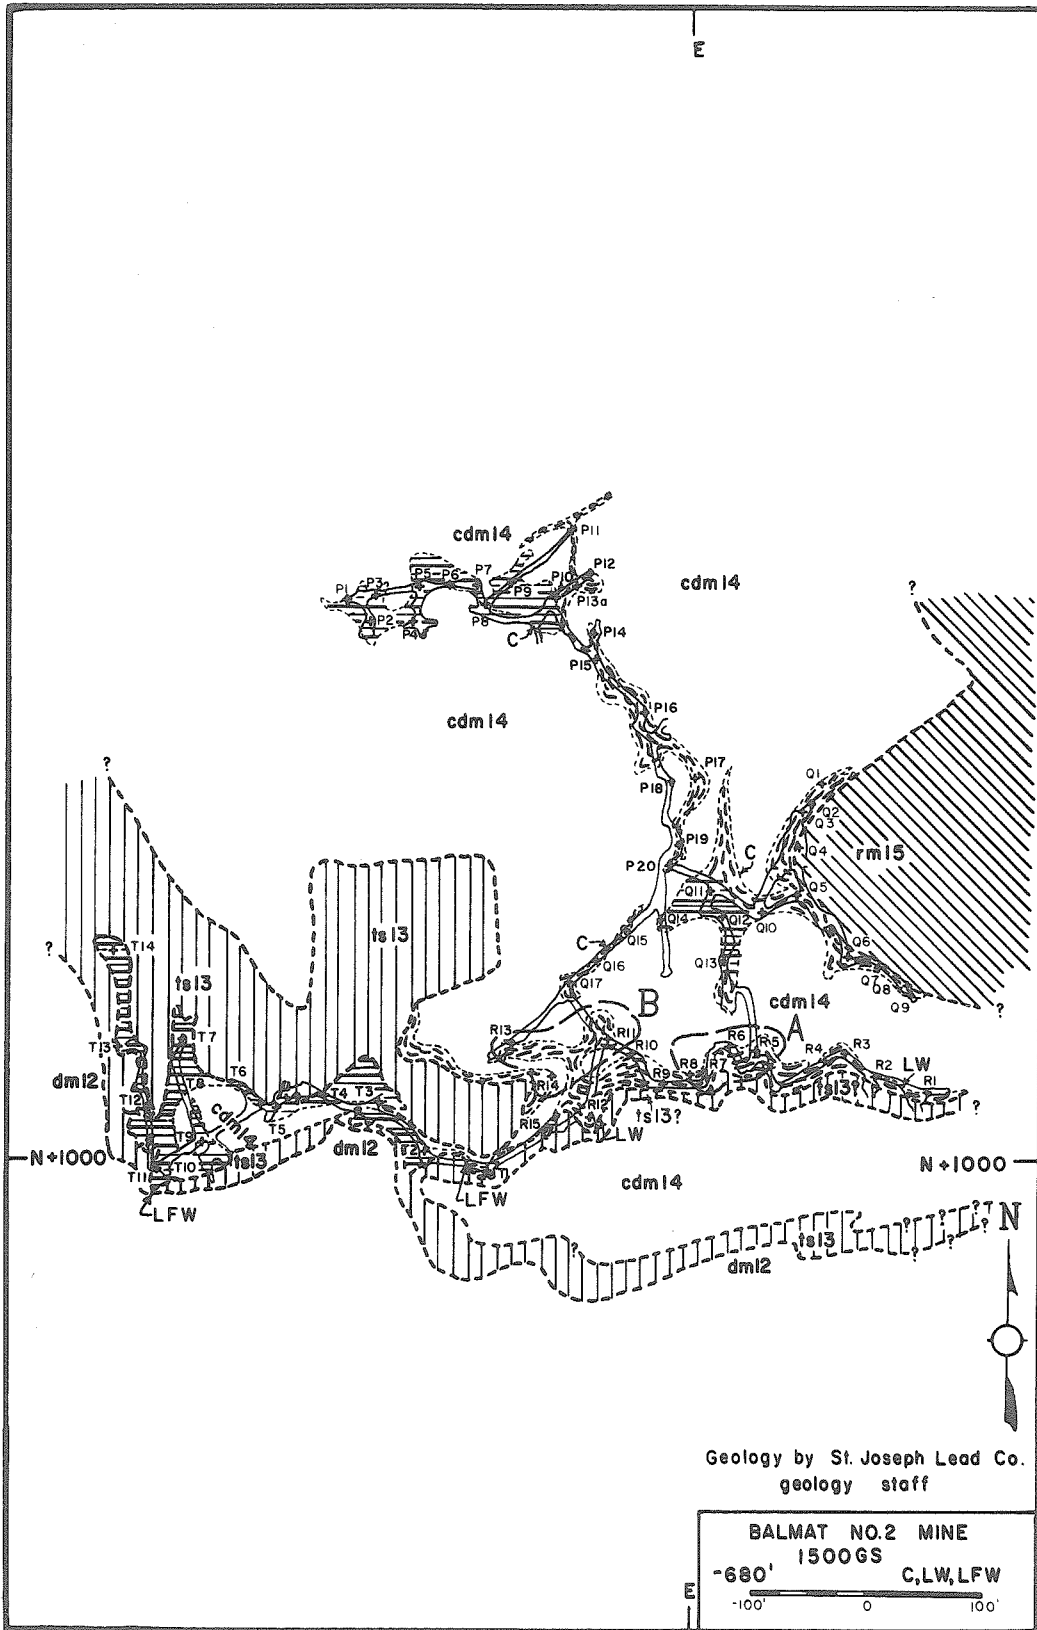 E
P11
cdm14
P12
cdm14
P7
P5 P6
P10
P3
P9
P1
P13a
?
P8
P2
P4
C
P14
P15
P16
cdm14
P17
?
Q1
P18
Q2
Q3
P19
Q4
rm15
C
P20
Q5
Q11
Q14
Q12
Q10
ts13
Q15
T14
?
C
Q6
Q16
Q13
Q7
Q8
Q17
ts13
Q9
B
cdm14
?
R13
R11
A
T7
R10
R6
R5
R4
R3
T13
dm12
T8
T6
R14
R8
R7
R2
LW
R1
R9
T12
T4
T3
R12
ts13?
ts13?
?
cdm14
T5
R15
LW
dm12
T9
T2
N+1000
ts13
T1
N+1000
T11
T10
cdm14
LFW
LFW
N
?
?
?
?
ts13
?
?
?
dm12
Geology by St. Joseph Lead Co.
geology staff
BALMAT NO.2 MINE
1500GS
-680' C, LW, LFW
E
-100' 0 100'